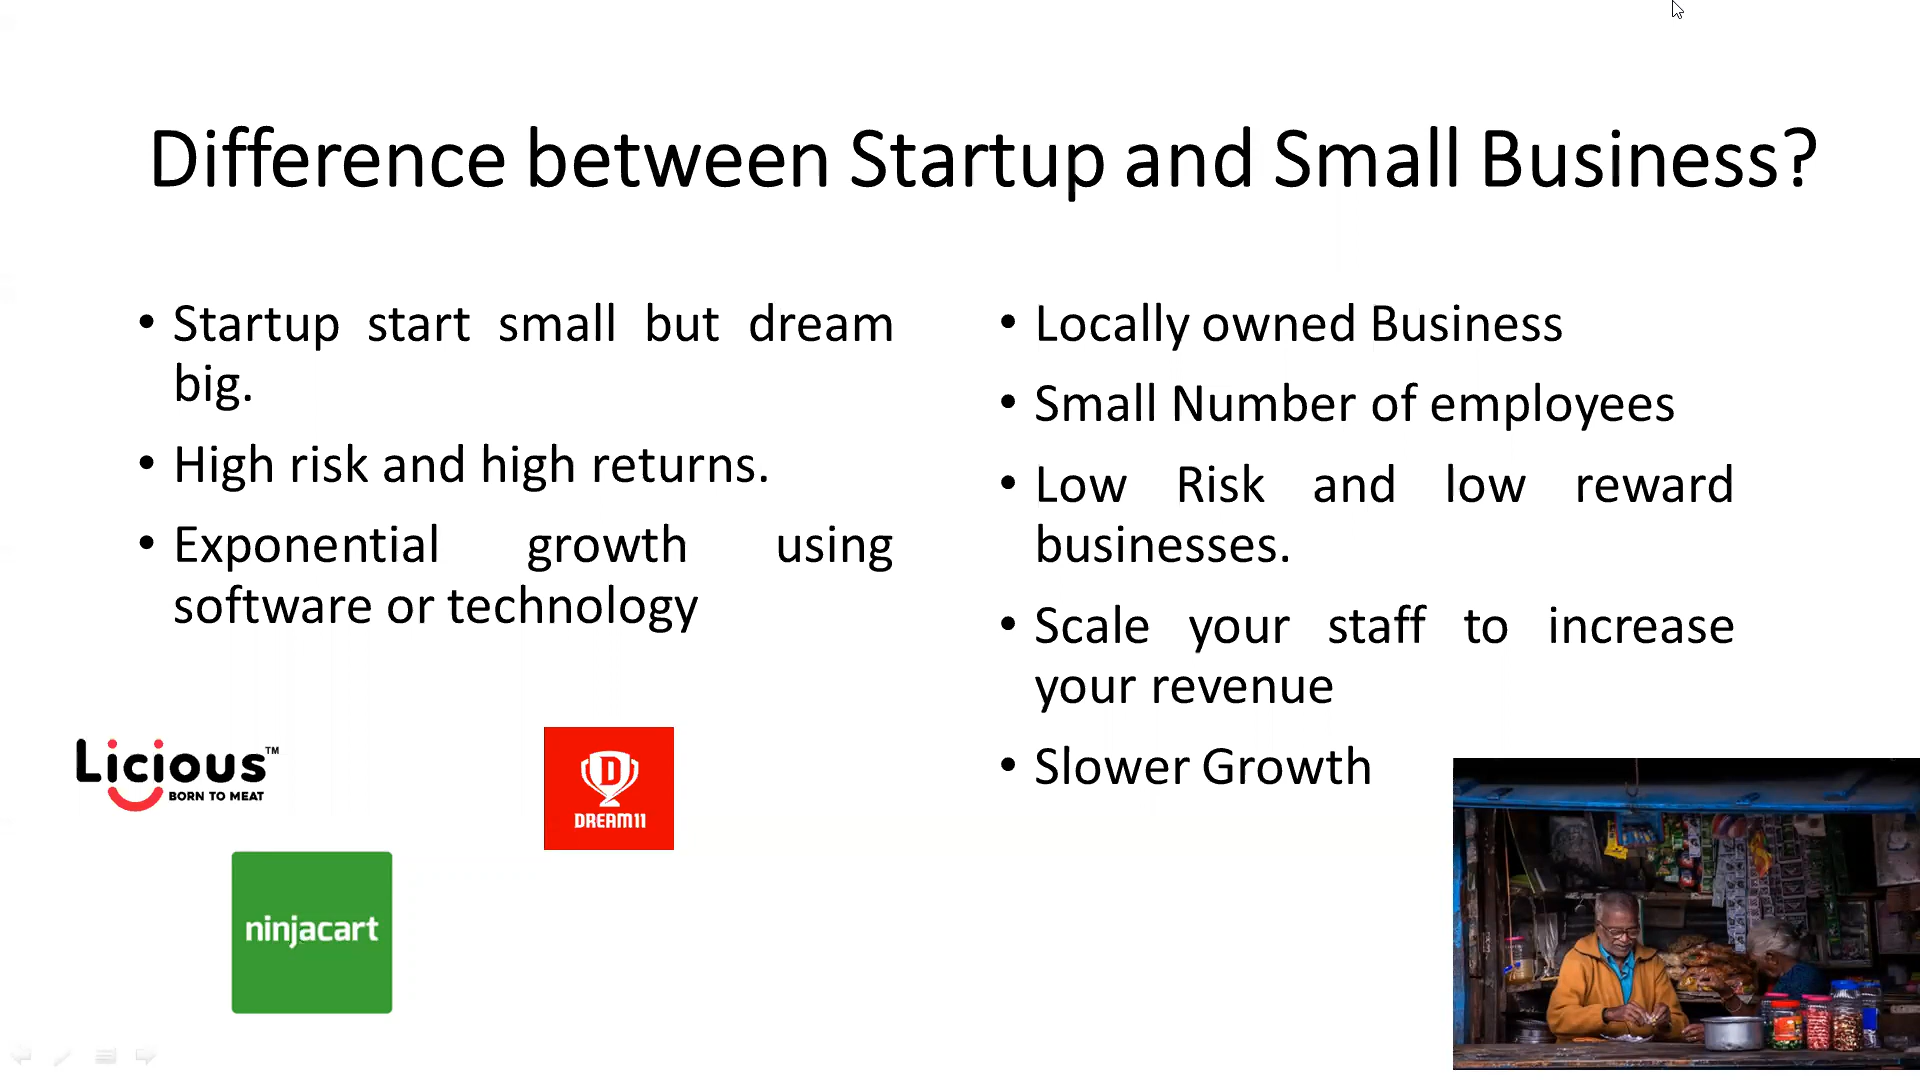 Difference between Startup and Small Business?
• Startup start small but dream
big.
• High risk and high returns.
• Exponential growth using
software or technology
• Locally owned Business
• Small Number of employees
• Low Risk and low reward
businesses.
• Scale your staff to increase
your revenue
• Slower Growth
Licious™
BORN TO MEAT
D
DREAM11
ninjacart